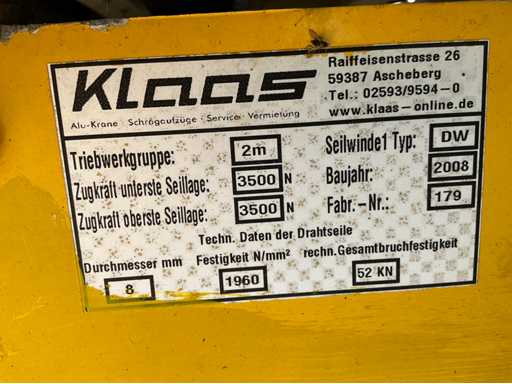 Klaas
Alu-Krane · Schrägaufzüge · Service · Vermietung
Raiffeisenstrasse 26
59387 Ascheberg
Tel.: 02593/9594-0
www.klaas-online.de
Triebwerkgruppe: 2m
Zugkraft unterste Seillage: 3500 N
Zugkraft oberste Seillage: 3500 N
Seilwinde1 Typ: DW
Baujahr: 2008
Fabr.-Nr.: 179
Techn. Daten der Drahtseile
Durchmesser mm Festigkeit N/mm² rechn.Gesamtbruchfestigkeit
8 1960 52 KN